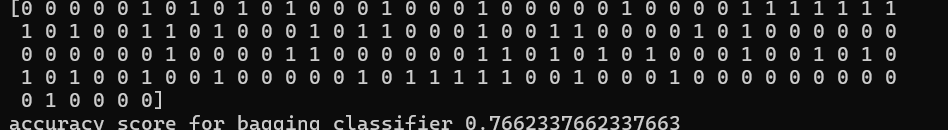 [0 0 0 0 0 1 0 1 0 1 0 1 0 0 0 1 0 0 0 1 0 0 0 0 0 1 0 0 0 0 1 1 1 1 1 1 1
1 0 1 0 0 1 1 0 1 0 0 0 1 0 1 1 0 0 0 1 0 0 1 1 0 0 0 0 1 0 1 0 0 0 0 0 0
0 0 0 0 0 0 1 0 0 0 0 1 1 0 0 0 0 0 0 1 1 0 1 0 1 0 1 0 0 0 1 0 0 1 0 1 0
1 0 1 0 0 1 0 0 1 0 0 0 0 0 1 0 1 1 1 1 1 0 0 1 0 0 0 1 0 0 0 0 0 0 0 0 0
0 1 0 0 0 0]
accuracy score for bagging classifier 0.7662337662337663